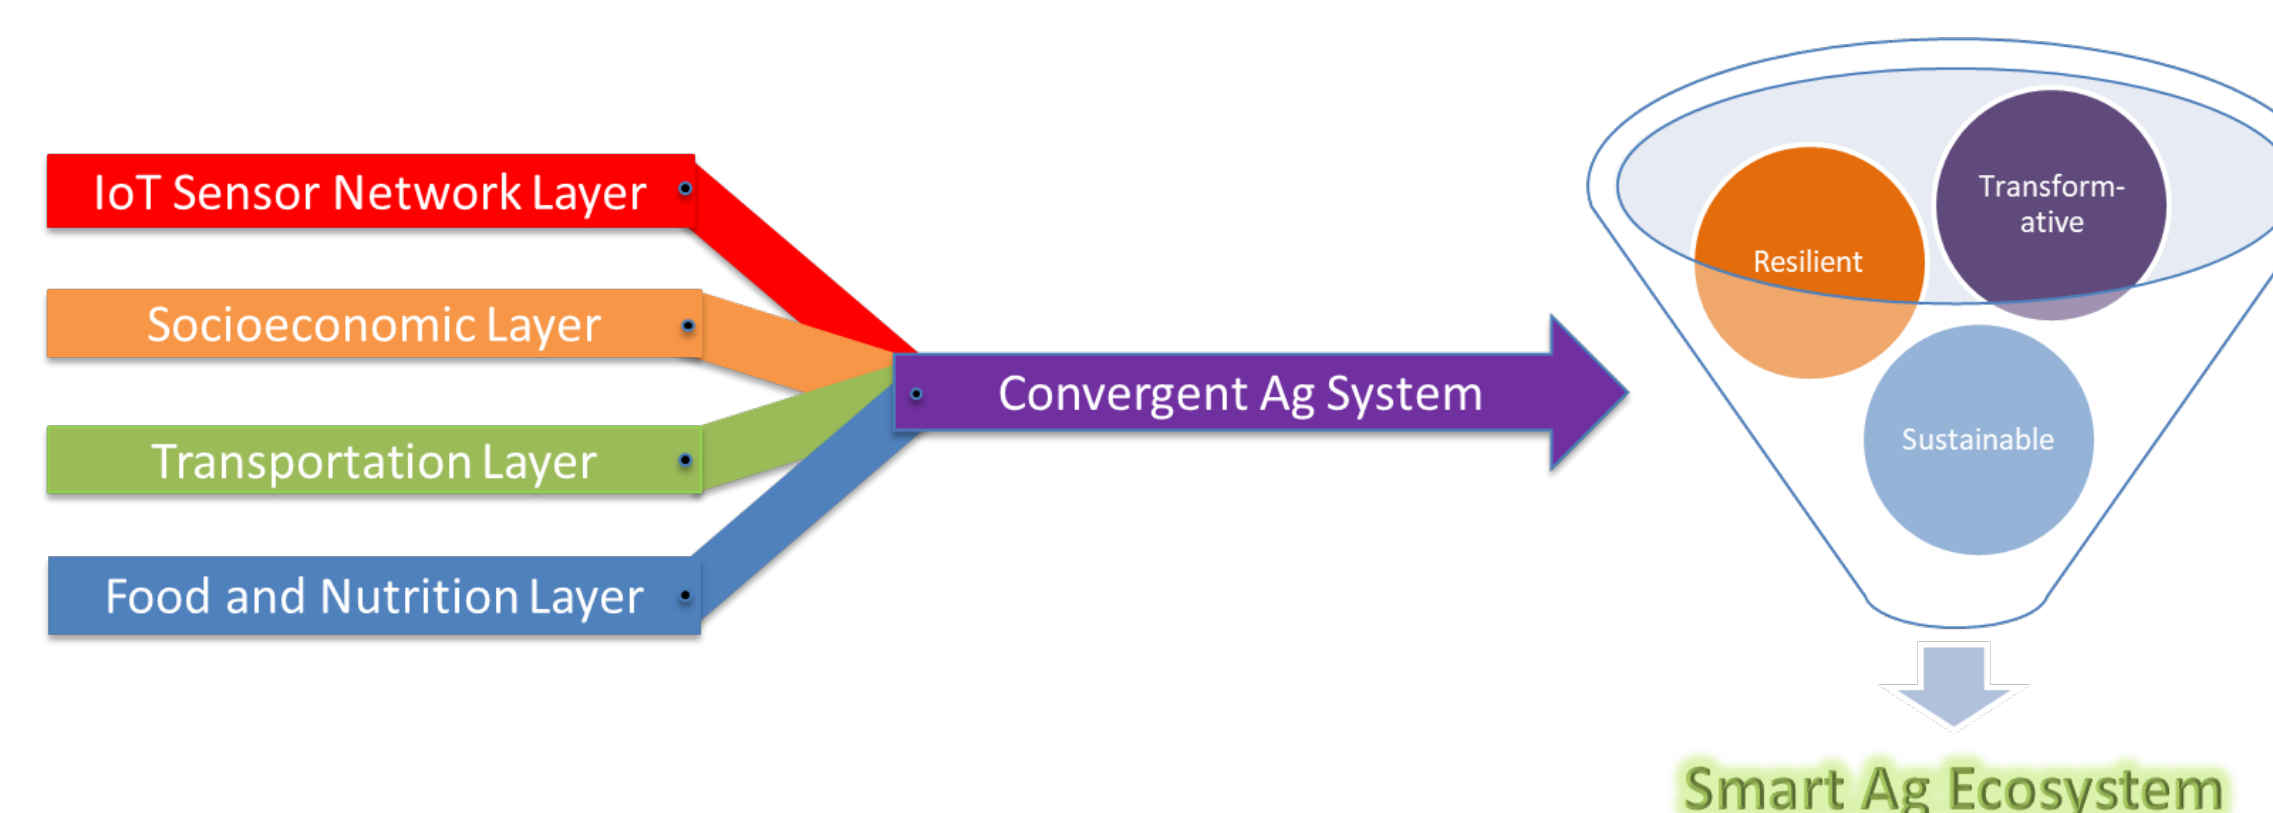 IoT Sensor Network Layer
Socioeconomic Layer
Transportation Layer
Food and Nutrition Layer
Convergent Ag System
Transform-
ative
Resilient
Sustainable
Smart Ag Ecosystem